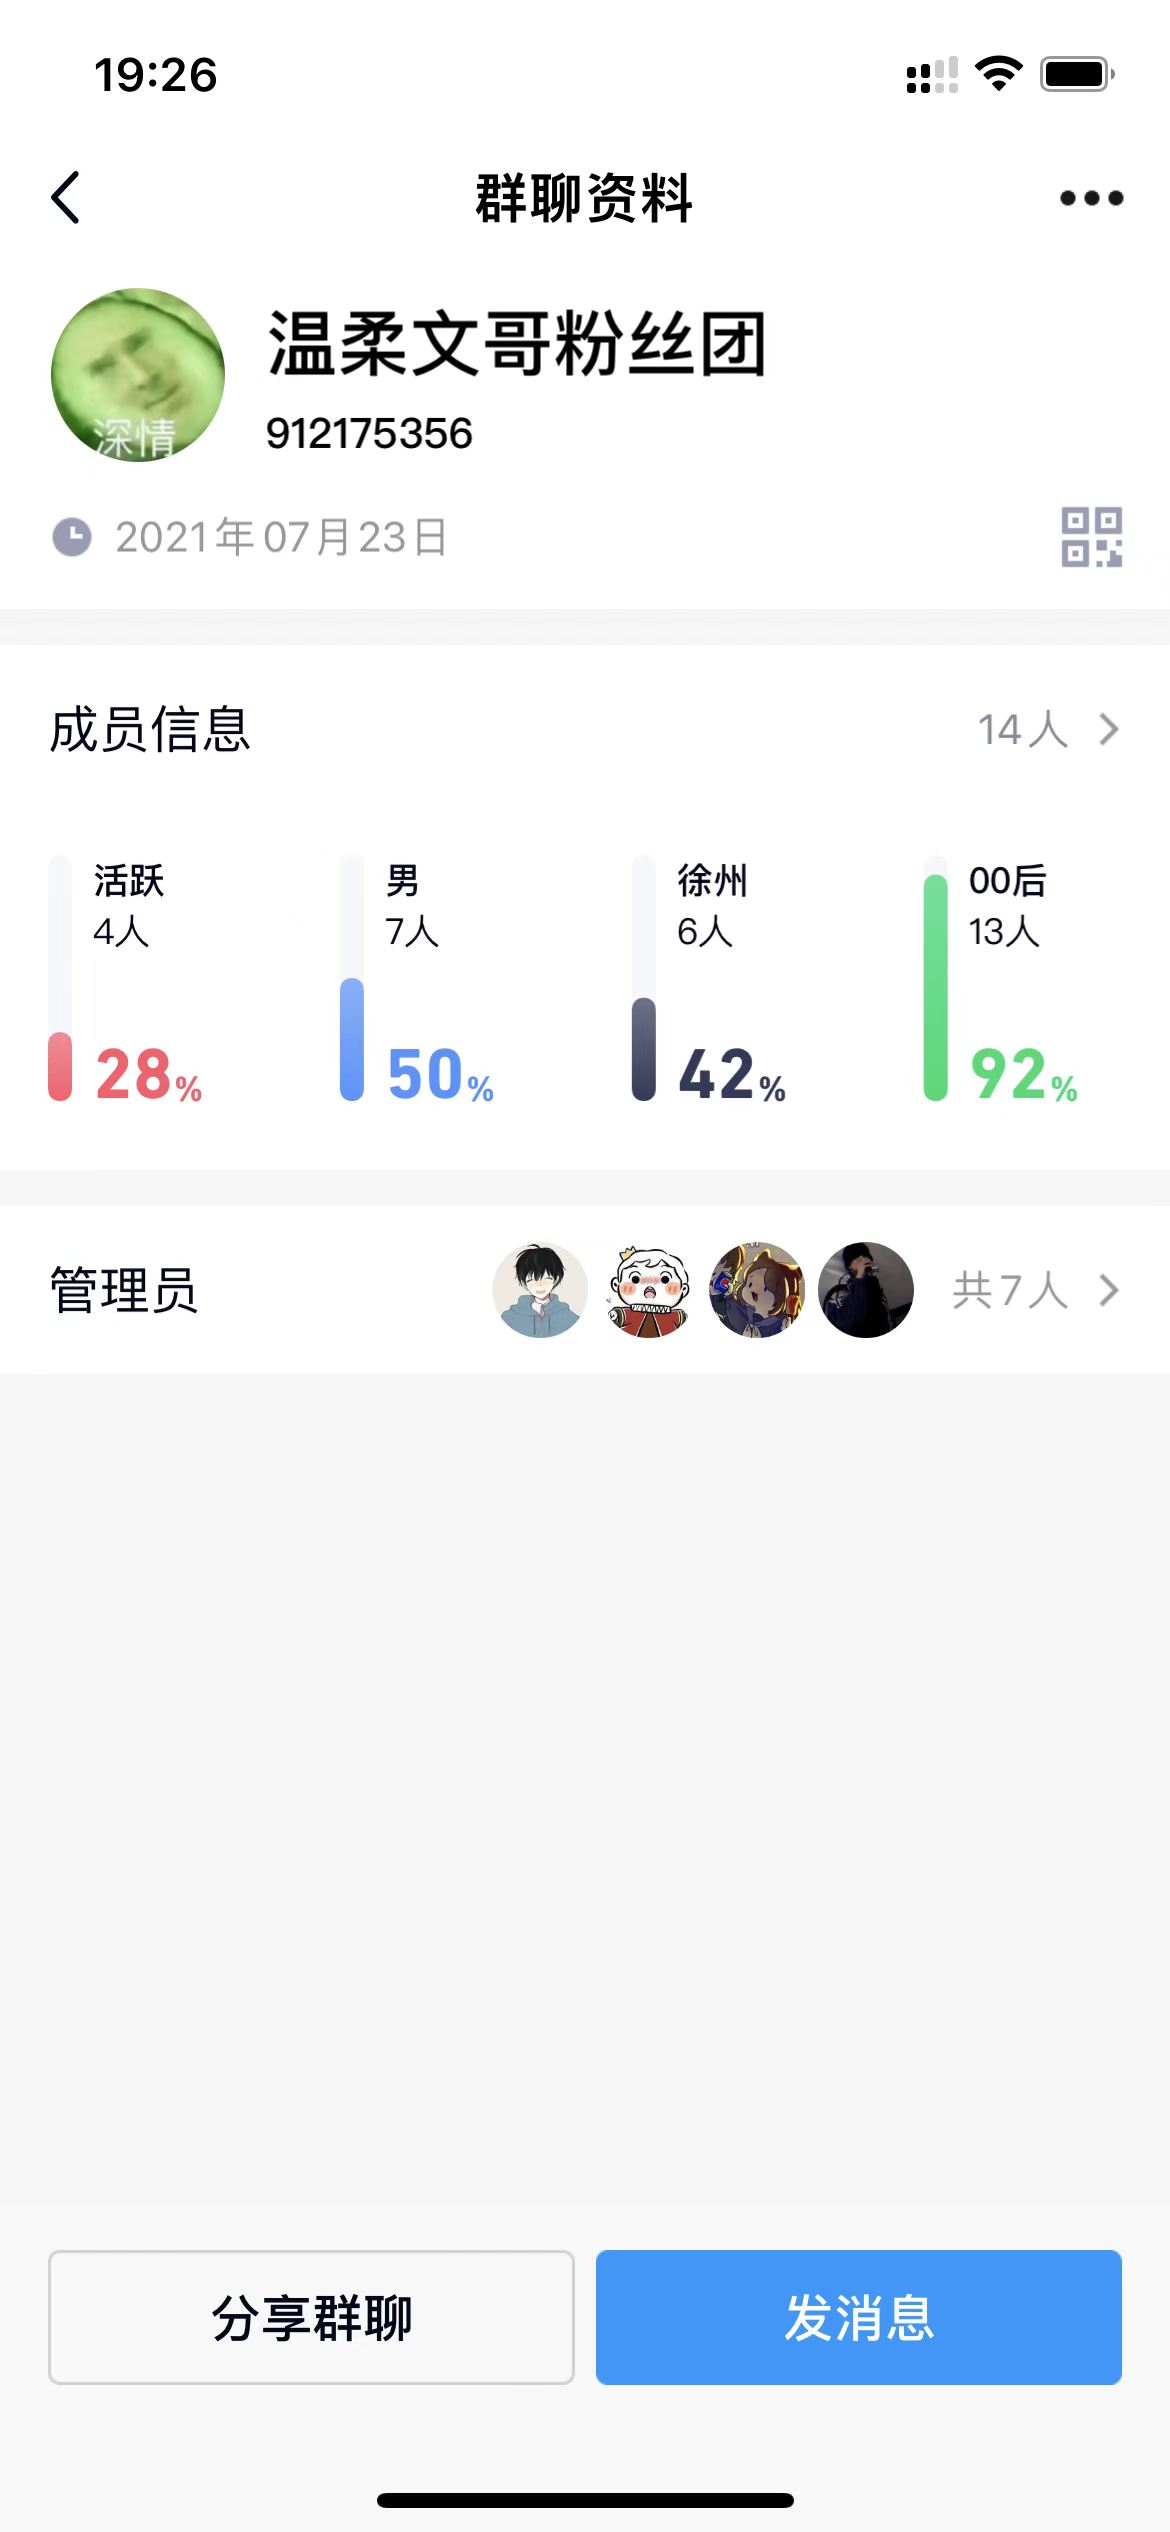 19:26
群聊资料
温柔文哥粉丝团
深情
912175356
2021年07月23日
成员信息
14人
活跃
4人
28%
男
7人
50%
徐州
6人
42%
00后
13人
92%
管理员
共7人
分享群聊
发消息